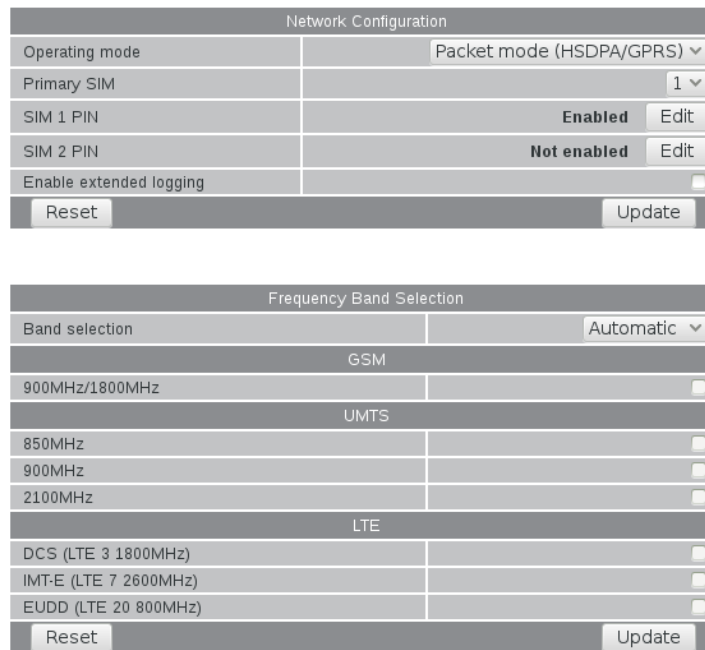 Network Configuration
Operating mode Packet mode (HSDPA/GPRS)
Primary SIM 1
SIM 1 PIN Enabled Edit
SIM 2 PIN Not enabled Edit
Enable extended logging
Reset Update
Frequency Band Selection
Band selection Automatic
GSM
900MHz/1800MHz
UMTS
850MHz
900MHz
2100MHz
LTE
DCS (LTE 3 1800MHz)
IMT-E (LTE 7 2600MHz)
EUDD (LTE 20 800MHz)
Reset Update